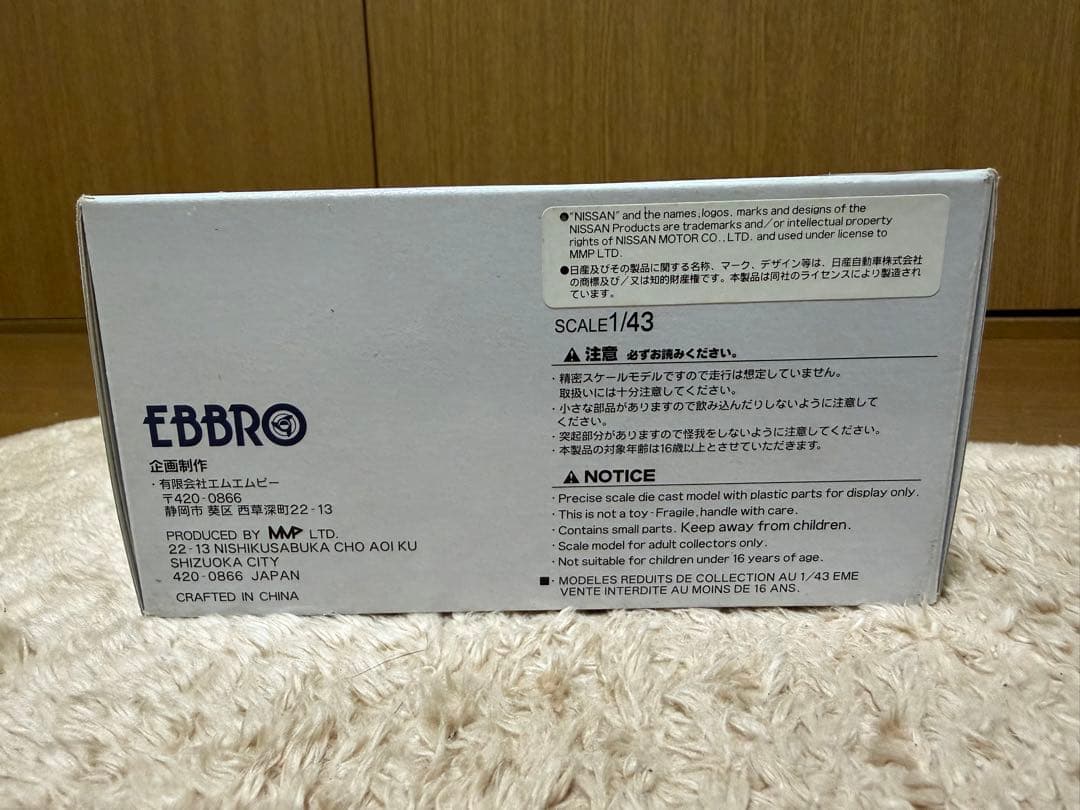 ●"NISSAN" and the names,logos, marks and designs of the
NISSAN Products are trademarks and/or intellectual property
rights of NISSAN MOTOR CO.,LTD. and used under license to
MMP LTD.
●日産及びその製品に関する名称、マーク、デザイン等は、日産自動車株式会社
の商標及び/又は知的財産権です。本製品は同社のライセンスにより製造され
ています。
SCALE1/43
⚠注意 必ずお読みください。
・精密スケールモデルですので走行は想定していません。
取扱いには十分注意してください。
・小さな部品がありますので飲み込んだりしないように注意して
ください。
・突起部分がありますので怪我をしないように注意してください。
・本製品の対象年齢は16歳以上とさせていただきます。
⚠NOTICE
・Precise scale die cast model with plastic parts for display only.
・This is not a toy-Fragile,handle with care.
・Contains small parts. Keep away from children.
・Scale model for adult collectors only.
・Not suitable for children under 16 years of age.
■・MODELES REDUITS DE COLLECTION AU 1/43 EME
VENTE INTERDITE AU MOINS DE 16 ANS.
EBBRO
企画制作
・有限会社エムエムピー
〒420-0866
静岡市 葵区 西草深町22-13
PRODUCED BY MMP LTD.
22-13 NISHIKUSABUKA CHO AOI KU
SHIZUOKA CITY
420-0866 JAPAN
CRAFTED IN CHINA